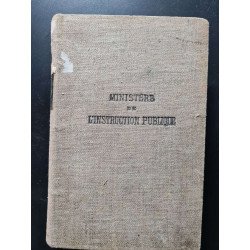 MINISTÈRE
DE
L'INSTRUCTION PUBLIQUE